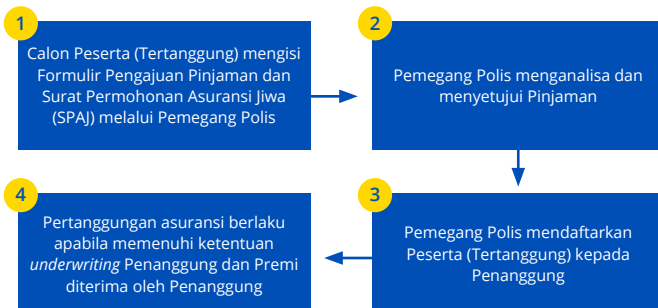 1
Calon Peserta (Tertanggung) mengisi
Formulir Pengajuan Pinjaman dan
Surat Permohonan Asuransi Jiwa
(SPAJ) melalui Pemegang Polis
2
Pemegang Polis menganalisa dan
menyetujui Pinjaman
3
Pemegang Polis mendaftarkan
Peserta (Tertanggung) kepada
Penanggung
4
Pertanggungan asuransi berlaku
apabila memenuhi ketentuan
underwriting Penanggung dan Premi
diterima oleh Penanggung